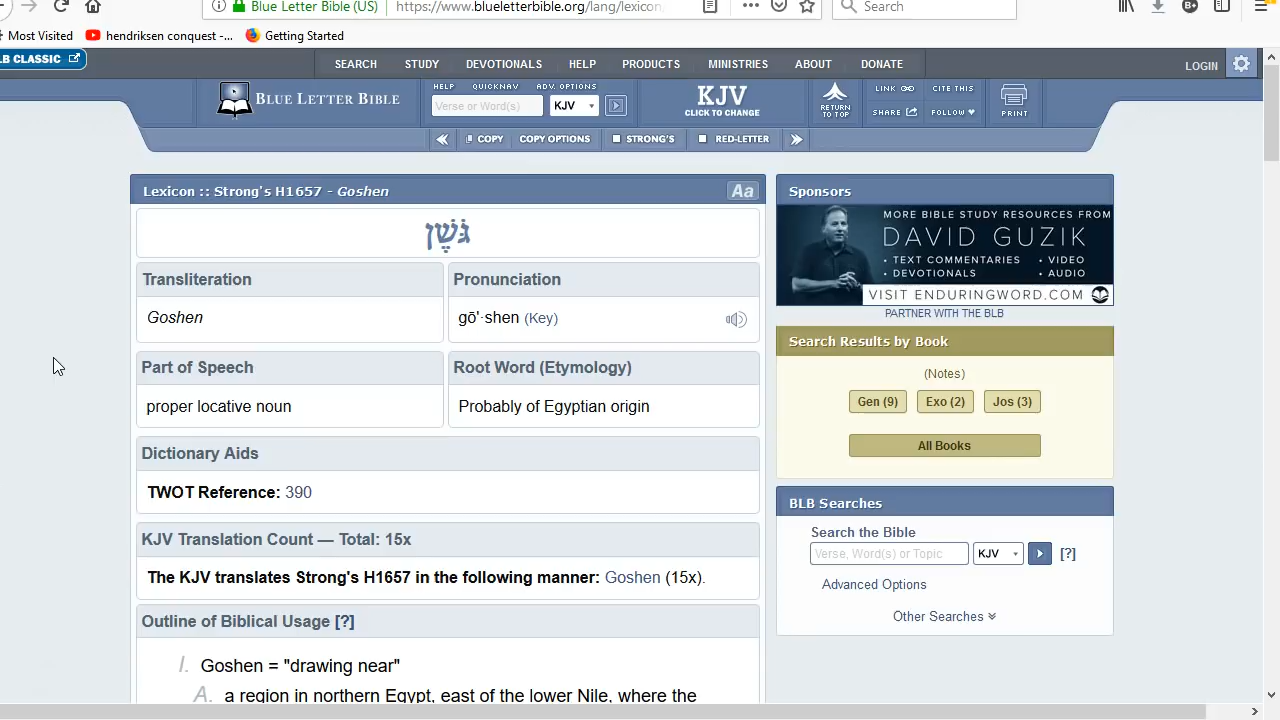 Blue Letter Bible (US)
https://www.blueletterbible.org/lang/lexicon
Search
Most Visited
hendriksen conquest -...
Getting Started
LB CLASSIC
SEARCH
STUDY
DEVOTIONALS
HELP
PRODUCTS
MINISTRIES
ABOUT
DONATE
LOGIN
BLUE LETTER BIBLE
HELP QUICKNAV ADV. OPTIONS
Verse or Word(s)
KJV
KJV
CLICK TO CHANGE
RETURN
TO TOP
LINK
CITE THIS
SHARE
FOLLOW
PRINT
COPY
COPY OPTIONS
STRONG'S
RED-LETTER
Lexicon :: Strong's H1657 - Goshen
Aa
גֹּשֶׁן
Transliteration
Goshen
Pronunciation
gō'·shen (Key)
Part of Speech
proper locative noun
Root Word (Etymology)
Probably of Egyptian origin
Dictionary Aids
TWOT Reference: 390
KJV Translation Count — Total: 15x
The KJV translates Strong's H1657 in the following manner: Goshen (15x).
Outline of Biblical Usage [?]
I. Goshen = "drawing near"
A. a region in northern Egypt, east of the lower Nile, where the
Sponsors
MORE BIBLE STUDY RESOURCES FROM
DAVID GUZIK
• TEXT COMMENTARIES • VIDEO
• DEVOTIONALS • AUDIO
VISIT ENDURINGWORD.COM
PARTNER WITH THE BLB
Search Results by Book
(Notes)
Gen (9)
Exo (2)
Jos (3)
All Books
BLB Searches
Search the Bible
Verse, Word(s) or Topic
KJV
[?]
Advanced Options
Other Searches